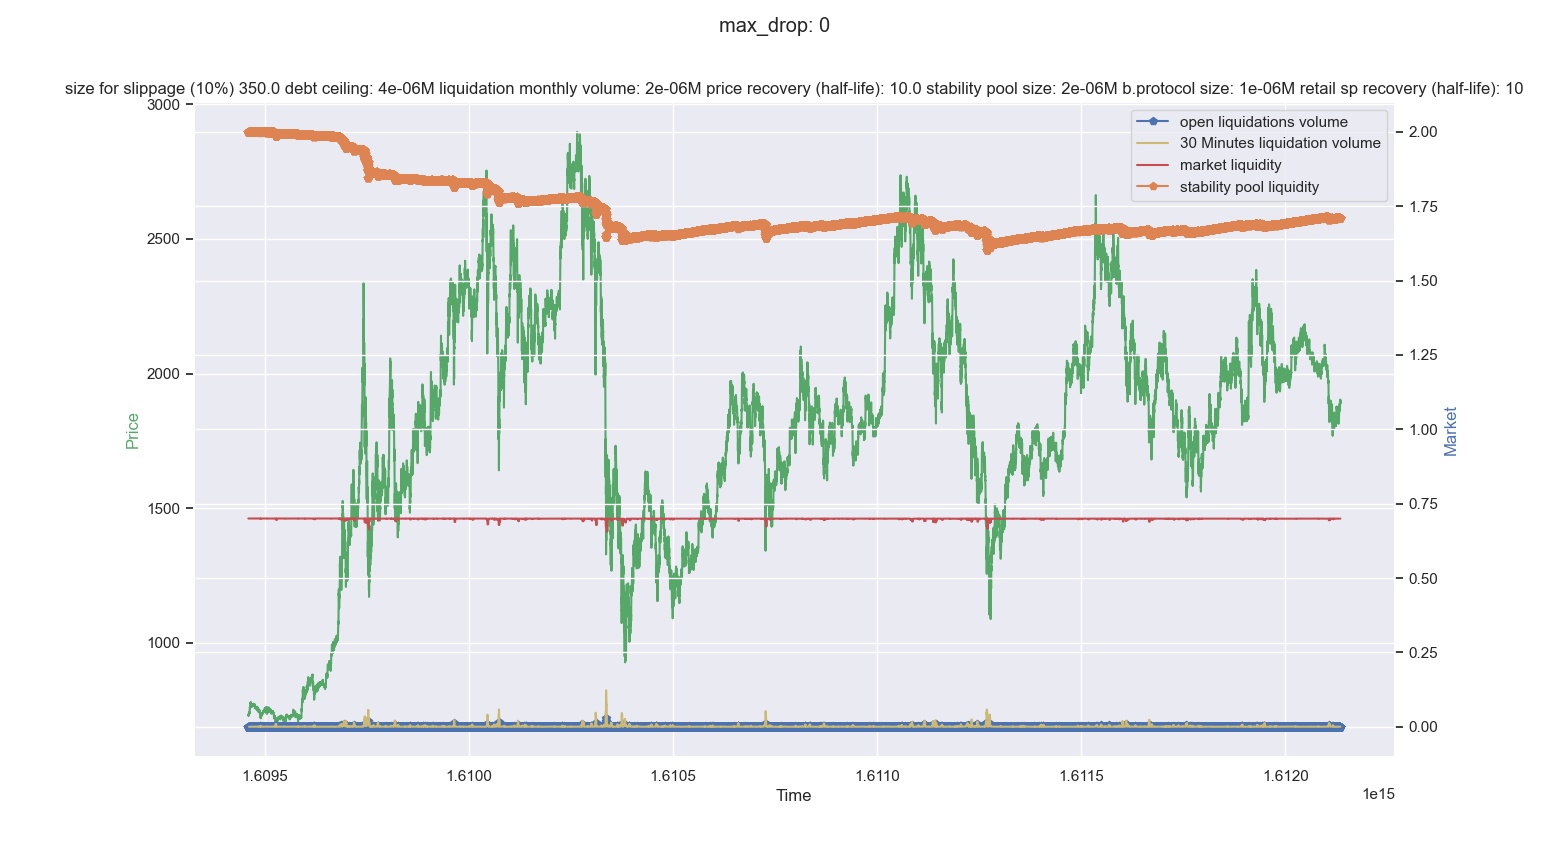 max_drop: 0
size for slippage (10%) 350.0 debt ceiling: 4e-06M liquidation monthly volume: 2e-06M price recovery (half-life): 10.0 stability pool size: 2e-06M b.protocol size: 1e-06M retail sp recovery (half-life): 10
open liquidations volume
30 Minutes liquidation volume
market liquidity
stability pool liquidity
3000
2500
2000
1500
1000
Price
2.00
1.75
1.50
1.25
1.00
0.75
0.50
0.25
0.00
Market
1.6095 1.6100 1.6105 1.6110 1.6115 1.6120
1e15
Time